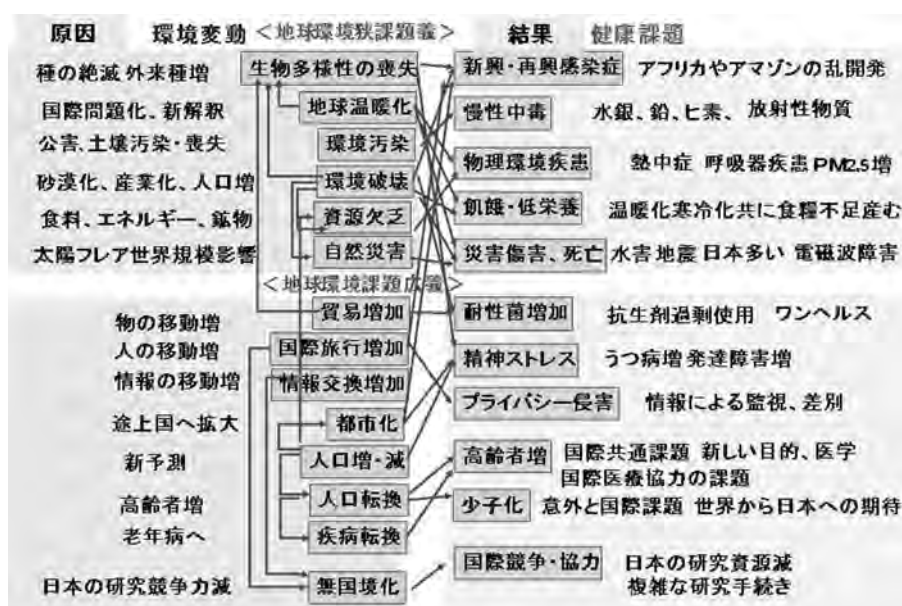 原因 環境変動 <地球環境狭課題義> 結果 健康課題
種の絶滅 外来種増 生物多様性の喪失 新興・再興感染症 アフリカやアマゾンの乱開発
国際問題化、新解釈 地球温暖化 慢性中毒 水銀、鉛、ヒ素、放射性物質
公害、土壌汚染・喪失 環境汚染
砂漠化、産業化、人口増 環境破壊 物理環境疾患 熱中症 呼吸器疾患 PM2.5増
食料、エネルギー、鉱物 資源欠乏 飢餓・低栄養 温暖化寒冷化共に食糧不足産む
太陽フレア世界規模影響 自然災害 災害傷害、死亡 水害 地震 日本多い 電磁波障害
<地球環境課題広義>
物の移動増 貿易増加 耐性菌増加 抗生剤過剰使用 ワンヘルス
人の移動増 国際旅行増加 精神ストレス うつ病増 発達障害増
情報の移動増 情報交換増加
途上国へ拡大 都市化 プライバシー侵害 情報による監視、差別
新予測 人口増・減 高齢者増 国際共通課題 新しい目的、医学
国際医療協力の課題
高齢者増 人口転換 少子化 意外と国際課題 世界から日本への期待
老年病へ 疾病転換
日本の研究競争力減 無国境化 国際競争・協力 日本の研究資源減
複雑な研究手続き